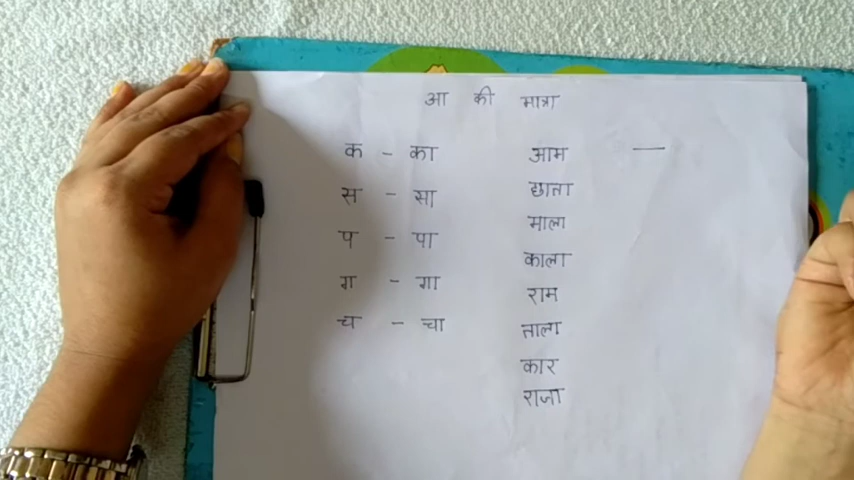 आ की मात्रा
क - का
स - सा
प - पा
ग - गा
च - चा
आम —
छाता
माला
काला
राम
ताला
कार
राजा